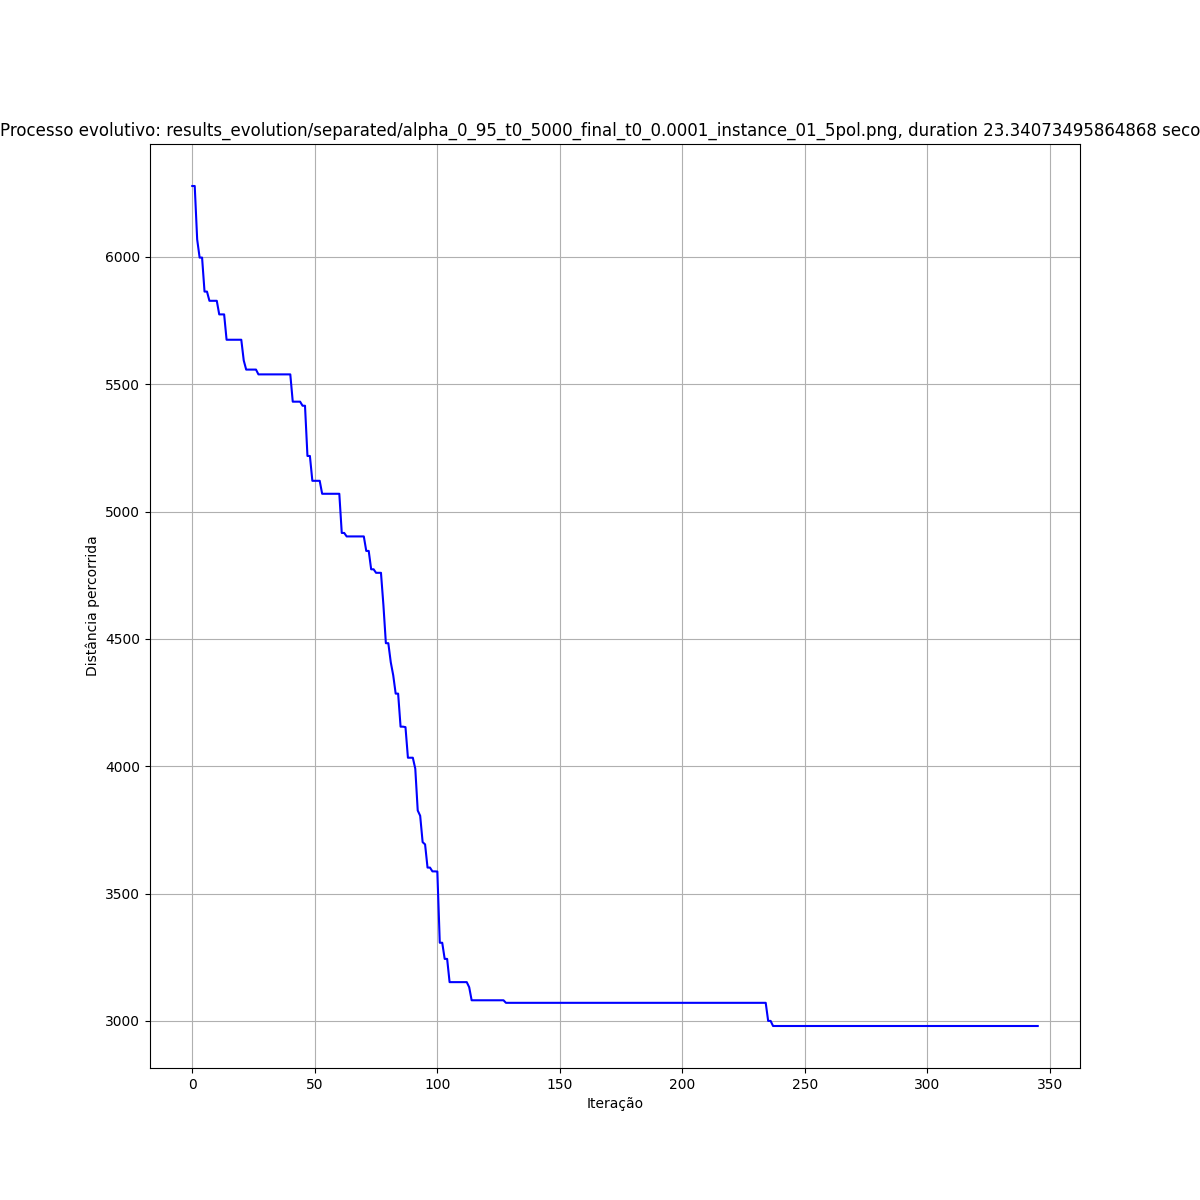 Processo evolutivo: results_evolution/separated/alpha_0_95_t0_5000_final_t0_0.0001_instance_01_5pol.png, duration 23.34073495864868 seco
6000
5500
5000
4500
4000
3500
3000
Distância percorrida
0 50 100 150 200 250 300 350
Iteração